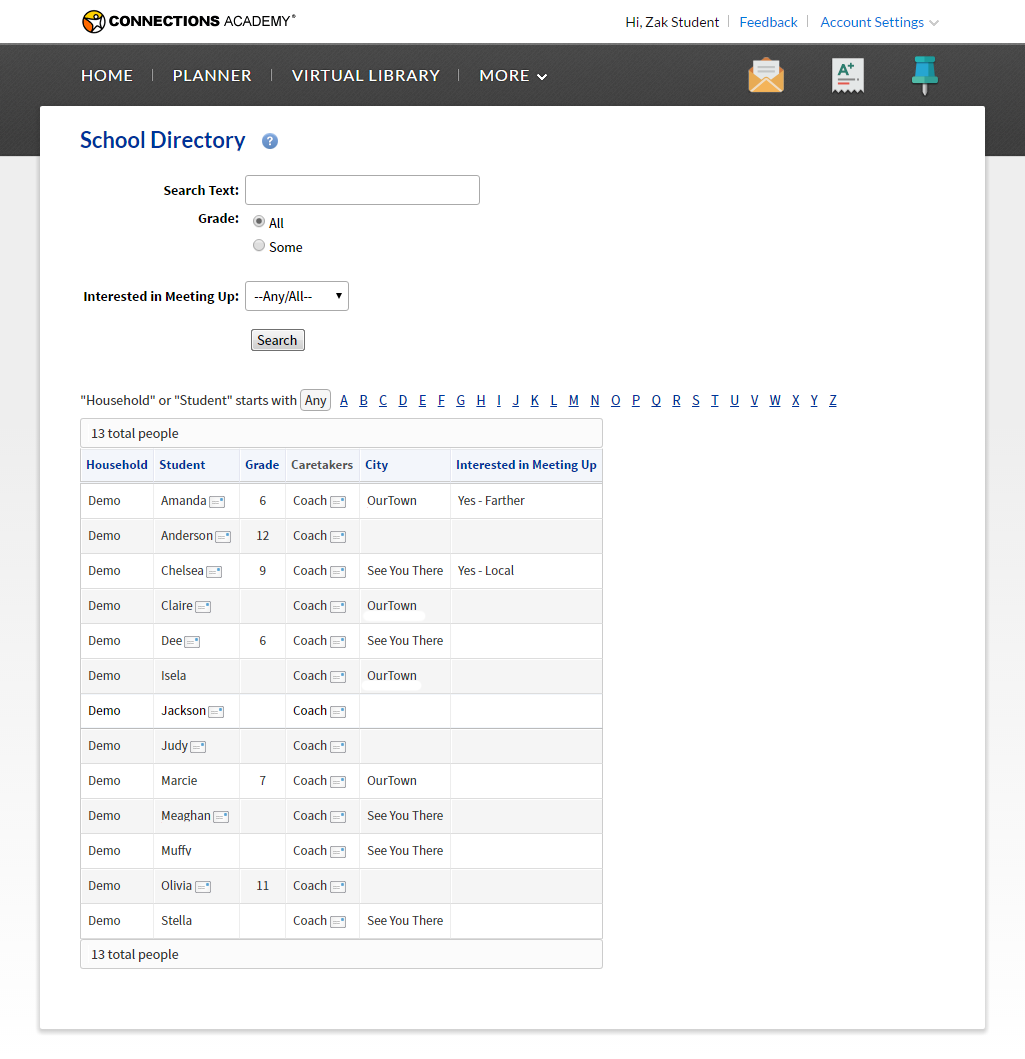 CONNECTIONS ACADEMY®
Hi, Zak Student Feedback Account Settings
HOME PLANNER VIRTUAL LIBRARY MORE
A+
School Directory ?
Search Text:
Grade: All
Some
Interested in Meeting Up: --Any/All--
Search
"Household" or "Student" starts with Any A B C D E F G H I J K L M N O P Q R S T U V W X Y Z
13 total people
Household Student Grade Caretakers City Interested in Meeting Up
Demo Amanda 6 Coach OurTown Yes - Farther
Demo Anderson 12 Coach
Demo Chelsea 9 Coach See You There Yes - Local
Demo Claire Coach OurTown
Demo Dee 6 Coach See You There
Demo Isela Coach OurTown
Demo Jackson Coach
Demo Judy Coach
Demo Marcie 7 Coach OurTown
Demo Meaghan Coach See You There
Demo Muffy Coach See You There
Demo Olivia 11 Coach
Demo Stella Coach See You There
13 total people